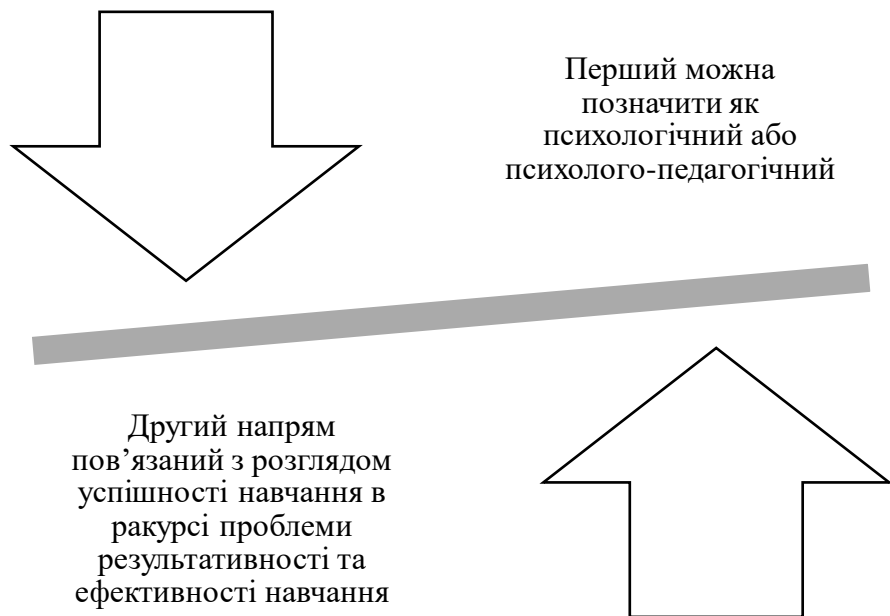 Перший можна
позначити як
психологічний або
психолого-педагогічний
Другий напрям
пов’язаний з розглядом
успішності навчання в
ракурсі проблеми
результативності та
ефективності навчання